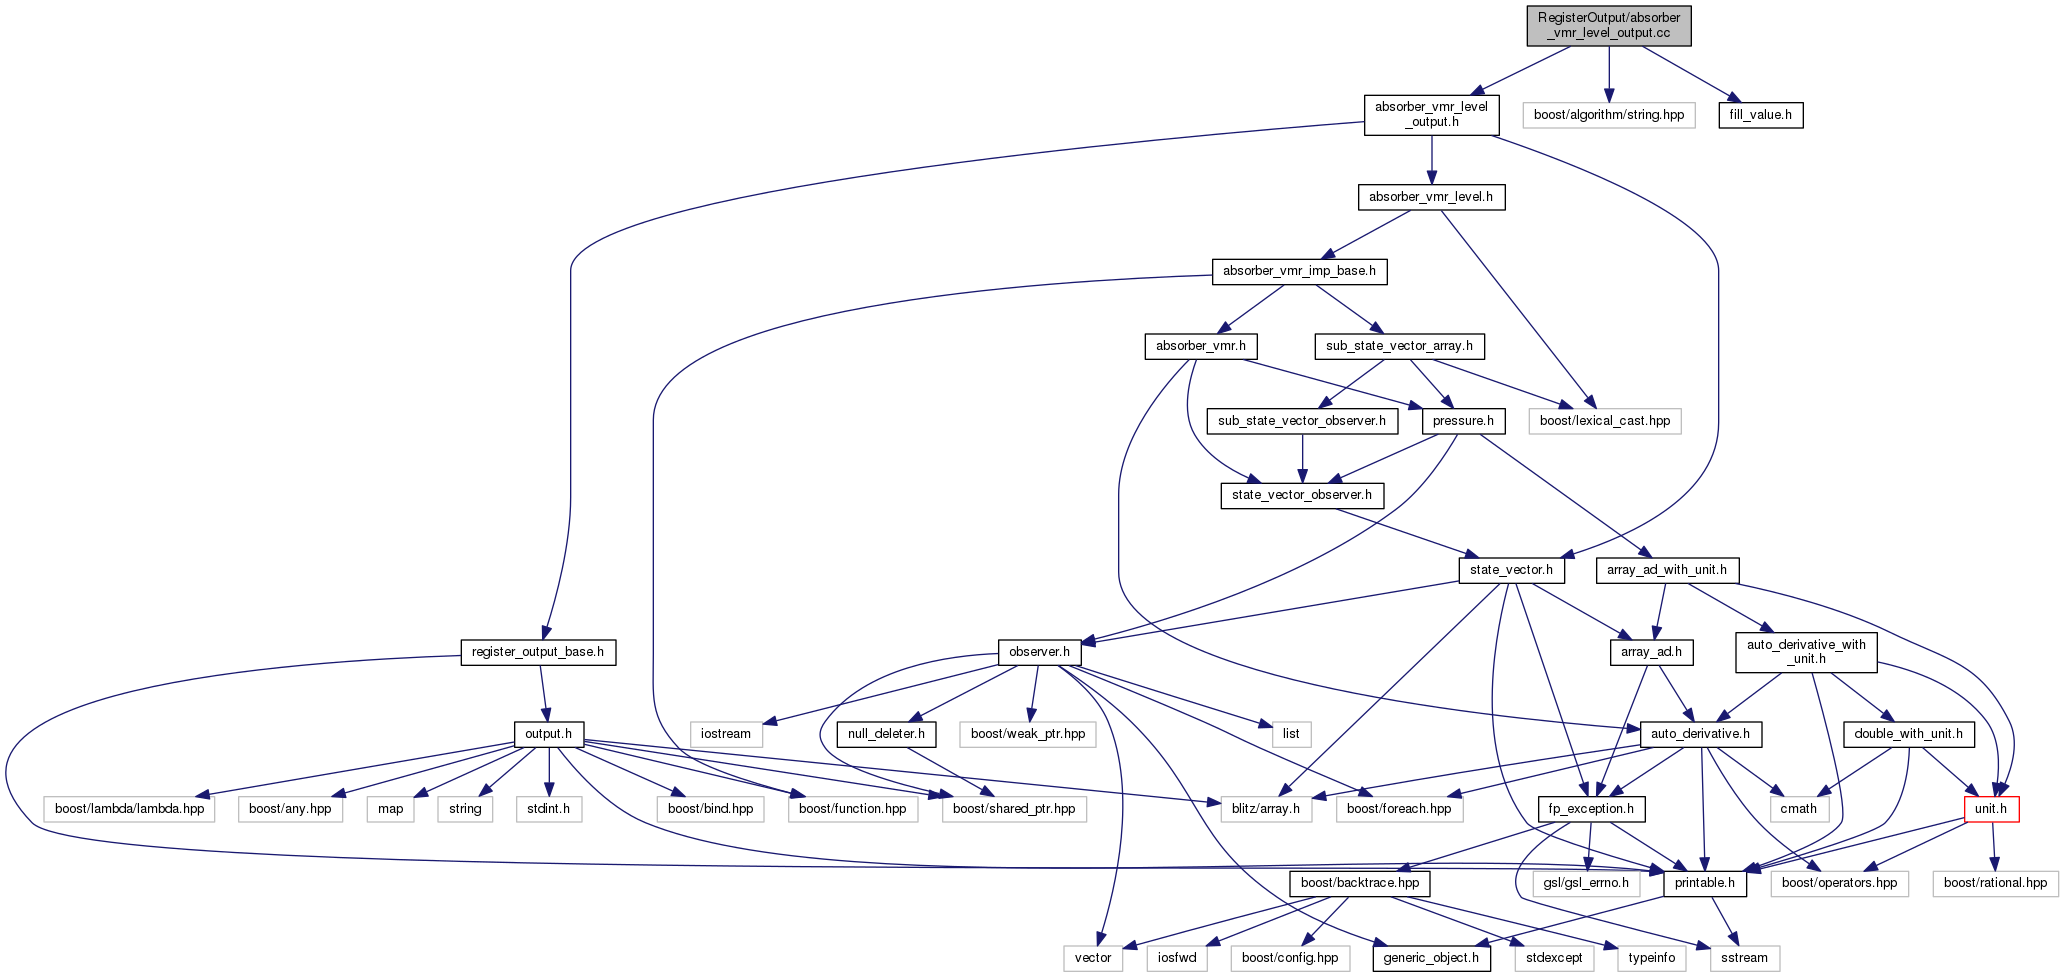 RegisterOutput/absorber
_vmr_level_output.cc
absorber_vmr_level
_output.h
boost/algorithm/string.hpp
fill_value.h
absorber_vmr_level.h
absorber_vmr_imp_base.h
absorber_vmr.h
sub_state_vector_array.h
sub_state_vector_observer.h
pressure.h
boost/lexical_cast.hpp
state_vector_observer.h
state_vector.h
array_ad_with_unit.h
register_output_base.h
observer.h
array_ad.h
auto_derivative_with
_unit.h
output.h
iostream
null_deleter.h
boost/weak_ptr.hpp
list
auto_derivative.h
double_with_unit.h
boost/lambda/lambda.hpp
boost/any.hpp
map
string
stdint.h
boost/bind.hpp
boost/function.hpp
boost/shared_ptr.hpp
blitz/array.h
boost/foreach.hpp
fp_exception.h
cmath
unit.h
boost/backtrace.hpp
gsl/gsl_errno.h
printable.h
boost/operators.hpp
boost/rational.hpp
vector
iosfwd
boost/config.hpp
generic_object.h
stdexcept
typeinfo
sstream